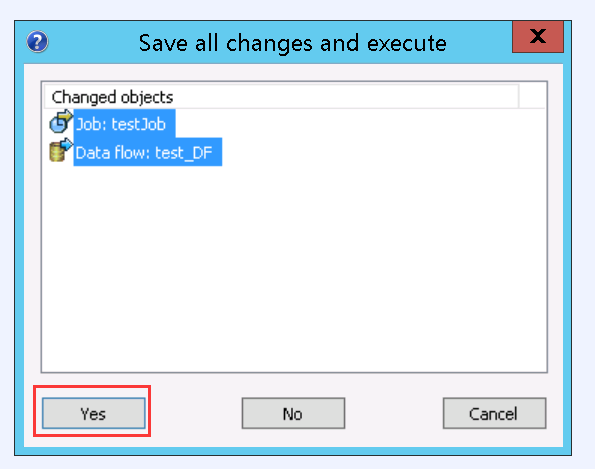 Save all changes and execute
X
Changed objects
Job: testJob
Data flow: test_DF
Yes
No
Cancel